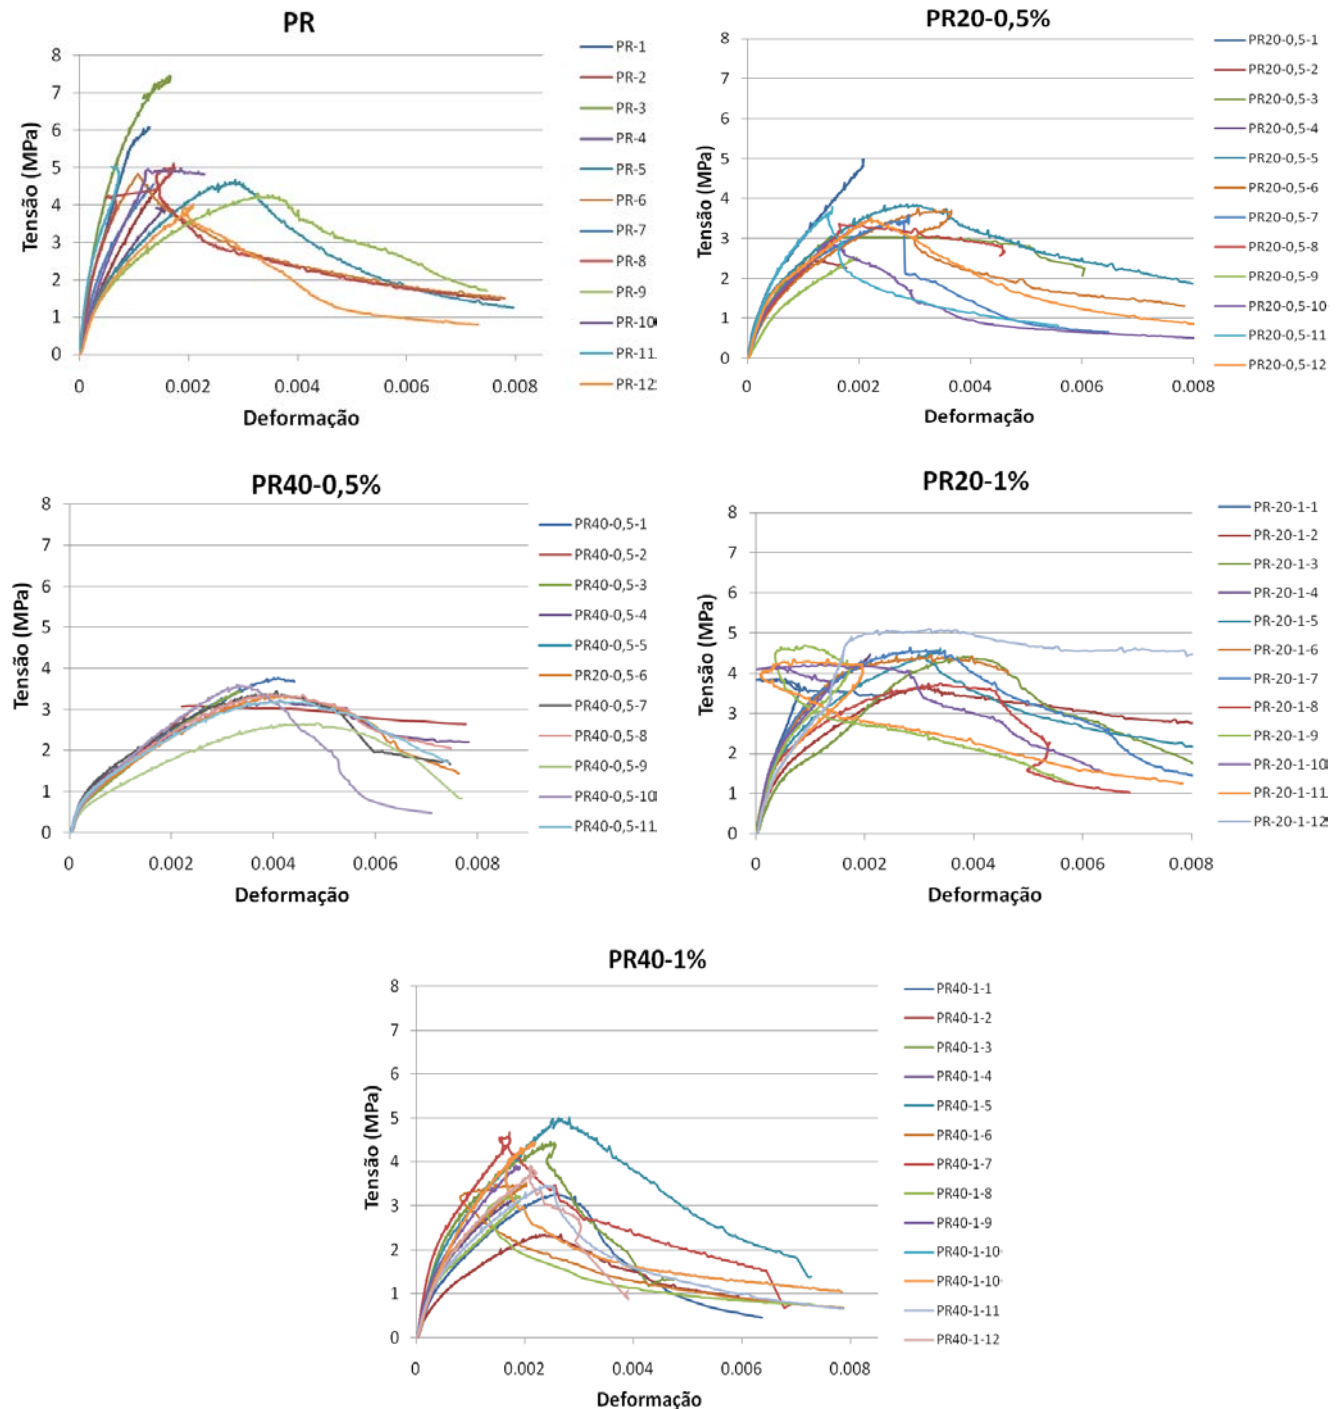 PR
8
7
6
5
4
3
2
1
0
Tensão (MPa)
0
0.002
0.004
0.006
0.008
Deformação
PR-1
PR-2
PR-3
PR-4
PR-5
PR-6
PR-7
PR-8
PR-9
PR-10
PR-11
PR-12
PR20-0,5%
8
7
6
5
4
3
2
1
0
Tensão (MPa)
0
0.002
0.004
0.006
0.008
Deformação
PR20-0,5-1
PR20-0,5-2
PR20-0,5-3
PR20-0,5-4
PR20-0,5-5
PR20-0,5-6
PR20-0,5-7
PR20-0,5-8
PR20-0,5-9
PR20-0,5-10
PR20-0,5-11
PR20-0,5-12
PR40-0,5%
8
7
6
5
4
3
2
1
0
Tensão (MPa)
0
0.002
0.004
0.006
0.008
Deformação
PR40-0,5-1
PR40-0,5-2
PR40-0,5-3
PR40-0,5-4
PR40-0,5-5
PR20-0,5-6
PR40-0,5-7
PR40-0,5-8
PR40-0,5-9
PR40-0,5-10
PR40-0,5-11
PR20-1%
8
7
6
5
4
3
2
1
0
Tensão (MPa)
0
0.002
0.004
0.006
0.008
Deformação
PR-20-1-1
PR-20-1-2
PR-20-1-3
PR-20-1-4
PR-20-1-5
PR-20-1-6
PR-20-1-7
PR-20-1-8
PR-20-1-9
PR-20-1-10
PR-20-1-11
PR-20-1-12
PR40-1%
8
7
6
5
4
3
2
1
0
Tensão (MPa)
0
0.002
0.004
0.006
0.008
Deformação
PR40-1-1
PR40-1-2
PR40-1-3
PR40-1-4
PR40-1-5
PR40-1-6
PR40-1-7
PR40-1-8
PR40-1-9
PR40-1-10
PR40-1-10
PR40-1-11
PR40-1-12